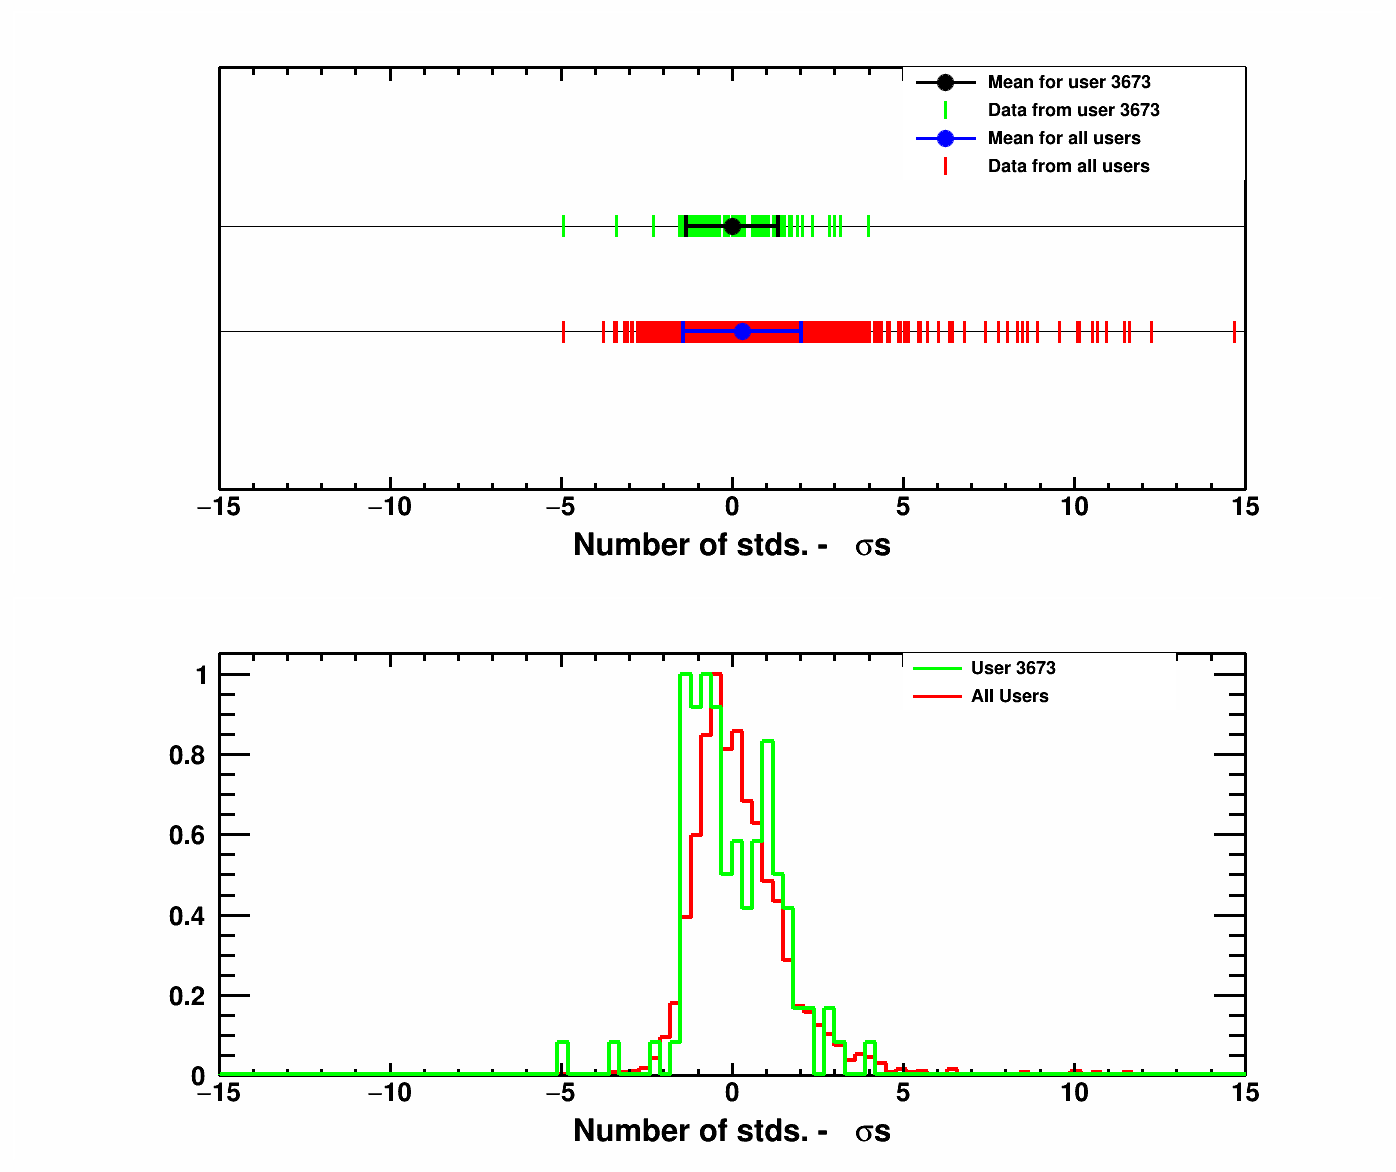 Mean for user 3673
Data from user 3673
Mean for all users
Data from all users
−15 −10 −5 0 5 10 15
Number of stds. - σs
User 3673
All Users
1
0.8
0.6
0.4
0.2
0
−15 −10 −5 0 5 10 15
Number of stds. - σs